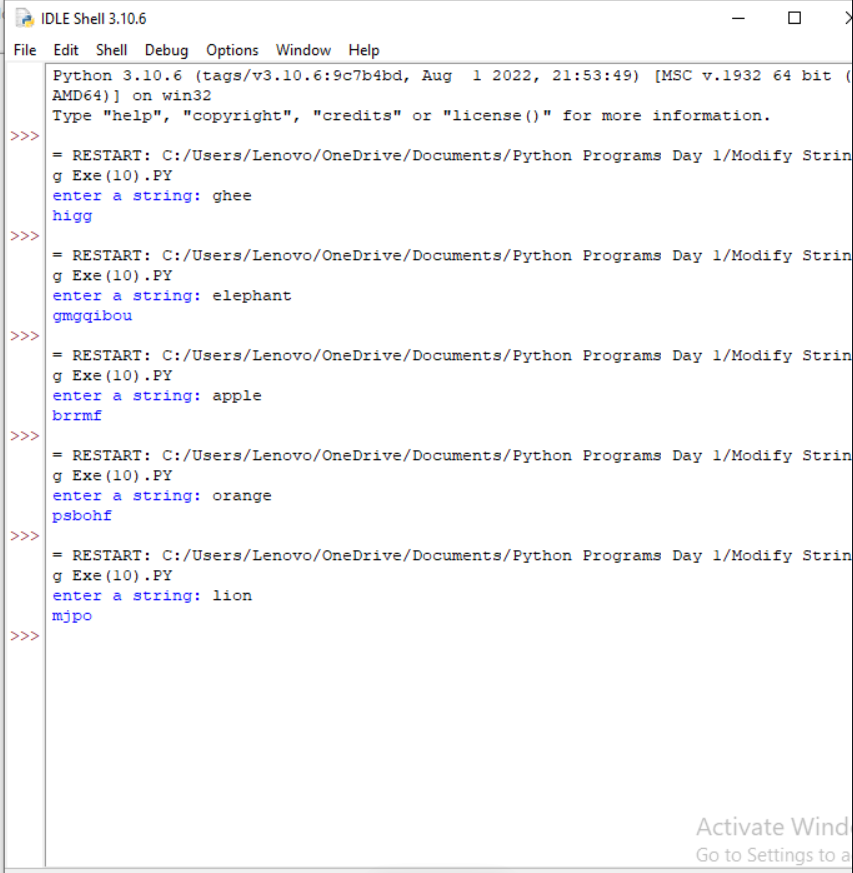 IDLE Shell 3.10.6
File Edit Shell Debug Options Window Help
Python 3.10.6 (tags/v3.10.6:9c7b4bd, Aug  1 2022, 21:53:49) [MSC v.1932 64 bit (
AMD64)] on win32
Type "help", "copyright", "credits" or "license()" for more information.
>>>
= RESTART: C:/Users/Lenovo/OneDrive/Documents/Python Programs Day 1/Modify Strin
g Exe(10).PY
enter a string: ghee
higg
>>>
= RESTART: C:/Users/Lenovo/OneDrive/Documents/Python Programs Day 1/Modify Strin
g Exe(10).PY
enter a string: elephant
gmgqibou
>>>
= RESTART: C:/Users/Lenovo/OneDrive/Documents/Python Programs Day 1/Modify Strin
g Exe(10).PY
enter a string: apple
brrmf
>>>
= RESTART: C:/Users/Lenovo/OneDrive/Documents/Python Programs Day 1/Modify Strin
g Exe(10).PY
enter a string: orange
psbohf
>>>
= RESTART: C:/Users/Lenovo/OneDrive/Documents/Python Programs Day 1/Modify Strin
g Exe(10).PY
enter a string: lion
mjpo
>>>
Activate Wind
Go to Settings to a